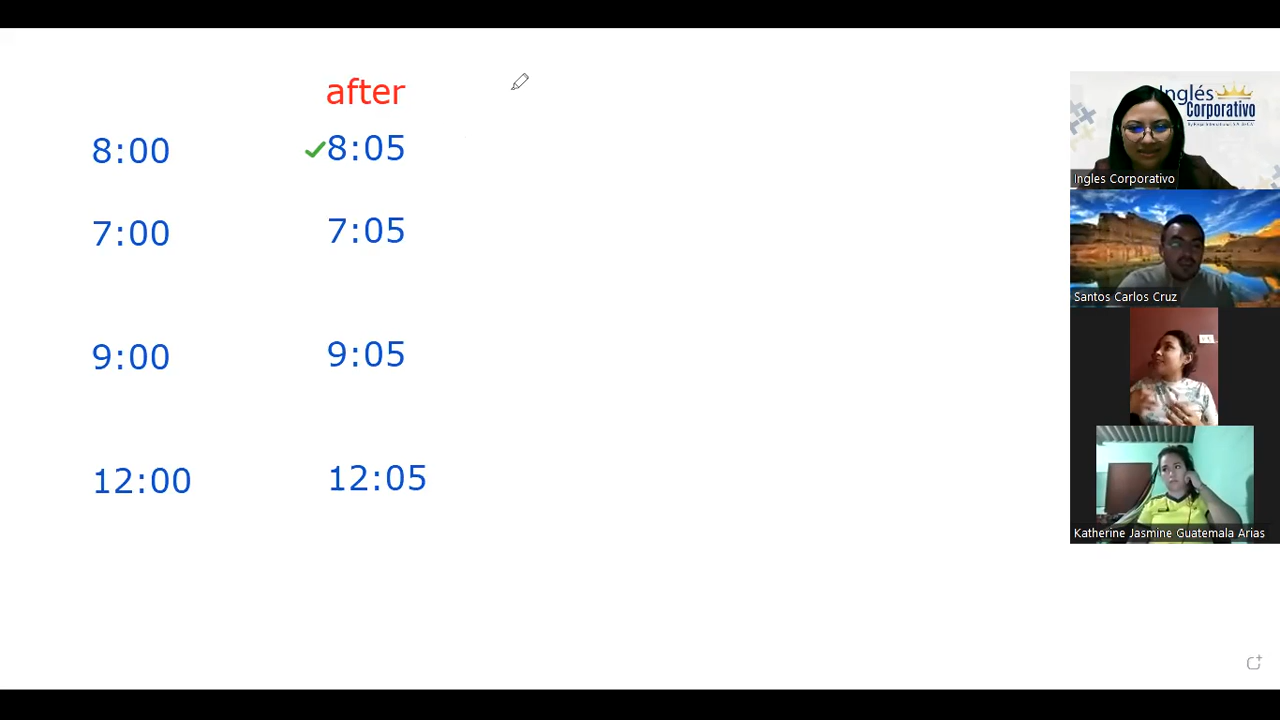 after
8:00 8:05
7:00 7:05
9:00 9:05
12:00 12:05
Inglés
Corporativo
Ingles Corporativo
Santos Carlos Cruz
Katherine Jasmine Guatemala Arias